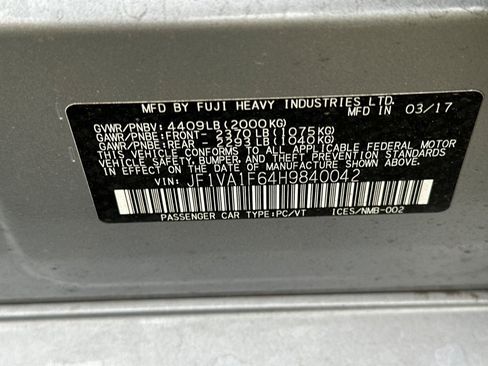 MFD BY FUJI HEAVY INDUSTRIES LTD. IN 03/17
GVWR/PNBV: 4409LB(2000KG)
GAWR/PNBE:FRONT- 2370LB(1075KG)
GAWR/PNBE:REAR - 2293LB(1040KG)
THIS VEHICLE CONFORMS TO ALL APPLICABLE FEDERAL MOTOR
VEHICLE SAFETY, BUMPER, AND THEFT PREVENTION STANDARDS
IN EFFECT ON THE DATE OF MANUFACTURE SHOWN ABOVE.
VIN: JF1VA1F64H9840042
PASSENGER CAR TYPE:PC/VT ICES/NMB-002